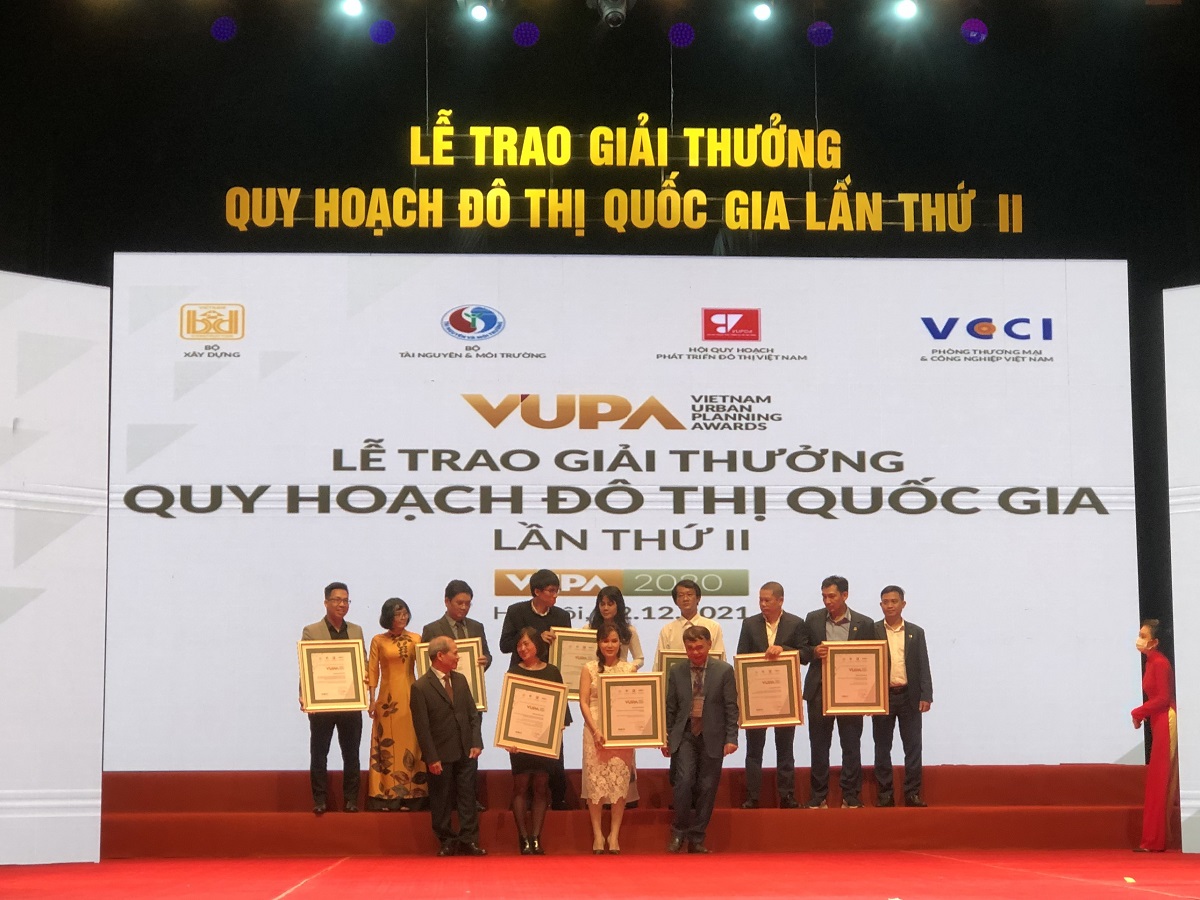 LỄ TRAO GIẢI THƯỞNG
QUY HOẠCH ĐÔ THỊ QUỐC GIA LẦN THỨ II
BỘ
XÂY DỰNG
BỘ
TÀI NGUYÊN & MÔI TRƯỜNG
HỘI QUY HOẠCH
PHÁT TRIỂN ĐÔ THỊ VIỆT NAM
VCCI
PHÒNG THƯƠNG MẠI
& CÔNG NGHIỆP VIỆT NAM
VUPA
VIETNAM
URBAN
PLANNING
AWARDS
LỄ TRAO GIẢI THƯỞNG
QUY HOẠCH ĐÔ THỊ QUỐC GIA
LẦN THỨ II
VUPA 2020
2.12.2021